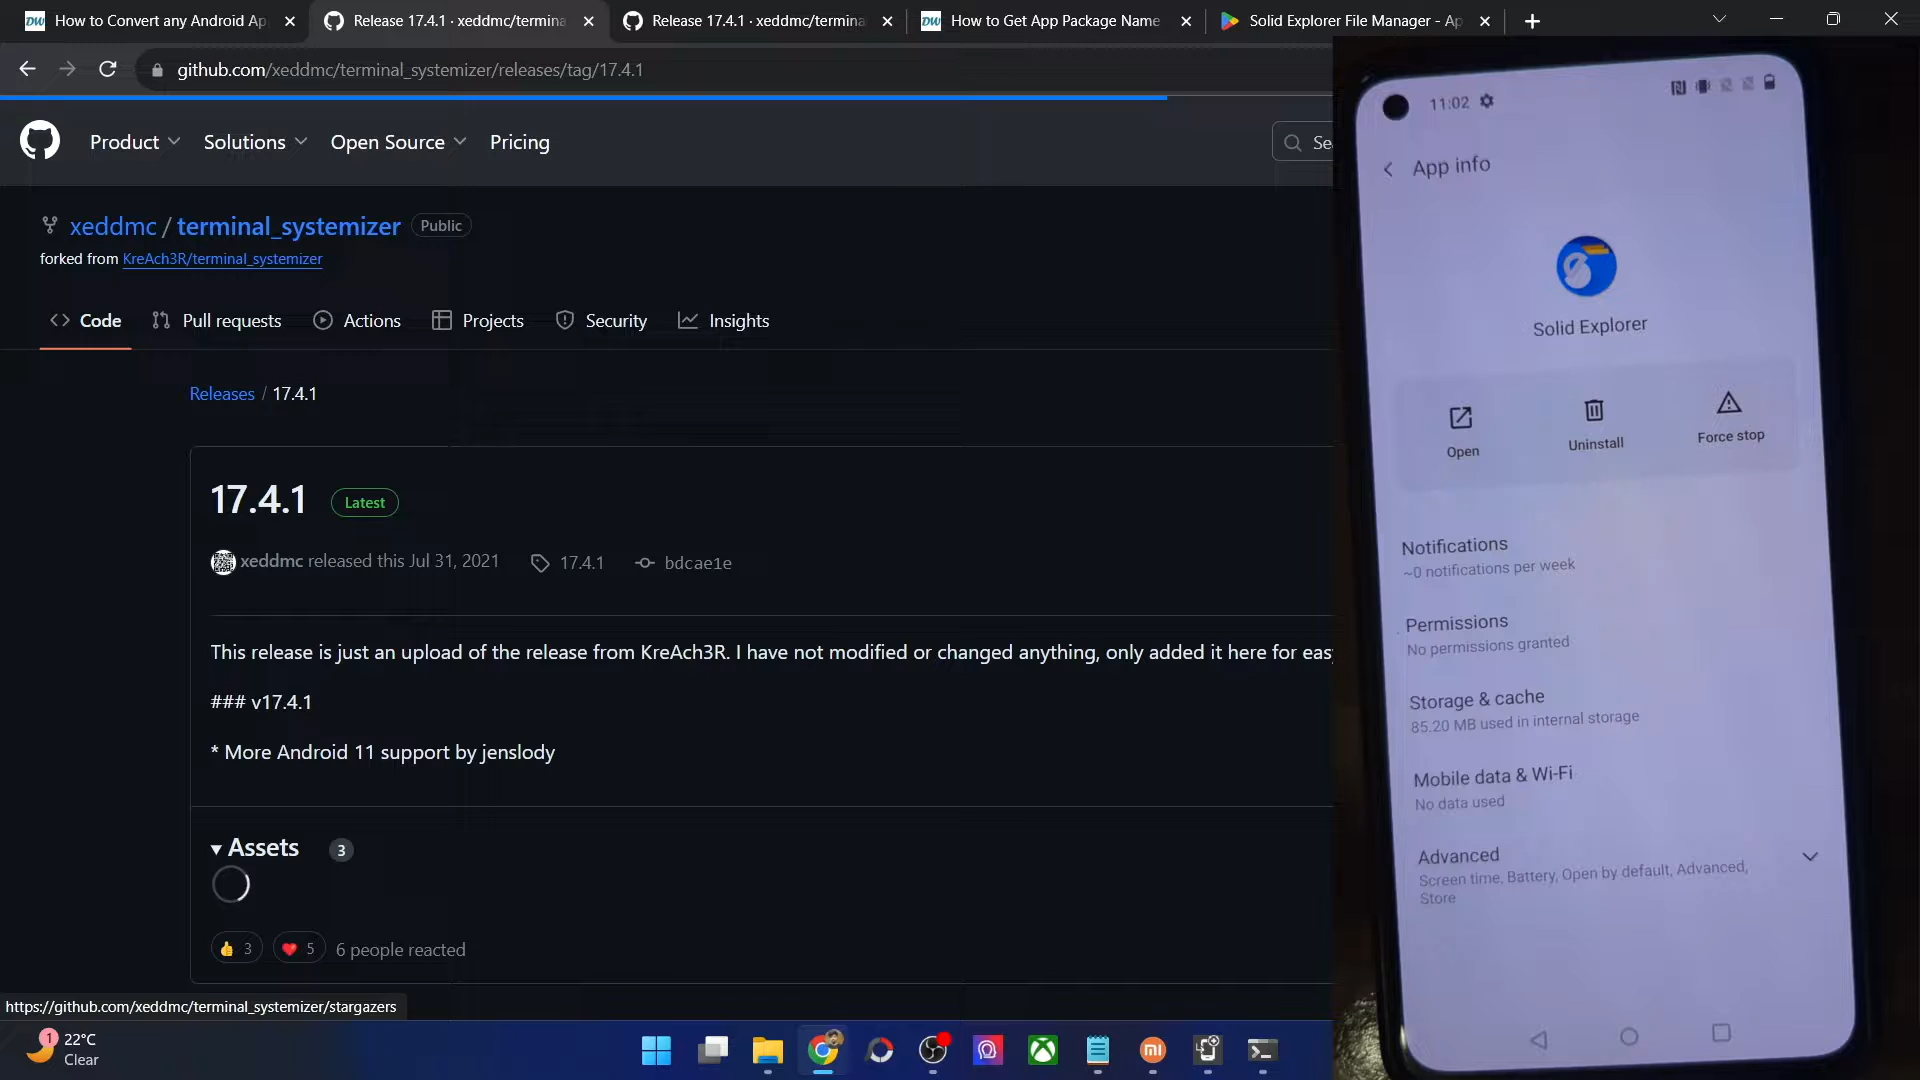 How to Convert any Android Ap
Release 17.4.1 · xeddmc/termina
Release 17.4.1 · xeddmc/termina
How to Get App Package Name
Solid Explorer File Manager - Ap
github.com/xeddmc/terminal_systemizer/releases/tag/17.4.1
Product
Solutions
Open Source
Pricing
Sea
xeddmc / terminal_systemizer
Public
forked from KreAch3R/terminal_systemizer
Code
Pull requests
Actions
Projects
Security
Insights
Releases / 17.4.1
17.4.1
Latest
xeddmc released this Jul 31, 2021
17.4.1
bdcae1e
This release is just an upload of the release from KreAch3R. I have not modified or changed anything, only added it here for easy
### v17.4.1
* More Android 11 support by jenslody
Assets
3
3
5
6 people reacted
https://github.com/xeddmc/terminal_systemizer/stargazers
1
22°C
Clear
11:02
App info
Solid Explorer
Open
Uninstall
Force stop
Notifications
~0 notifications per week
Permissions
No permissions granted
Storage & cache
85.20 MB used in internal storage
Mobile data & Wi-Fi
No data used
Advanced
Screen time, Battery, Open by default, Advanced,
Store